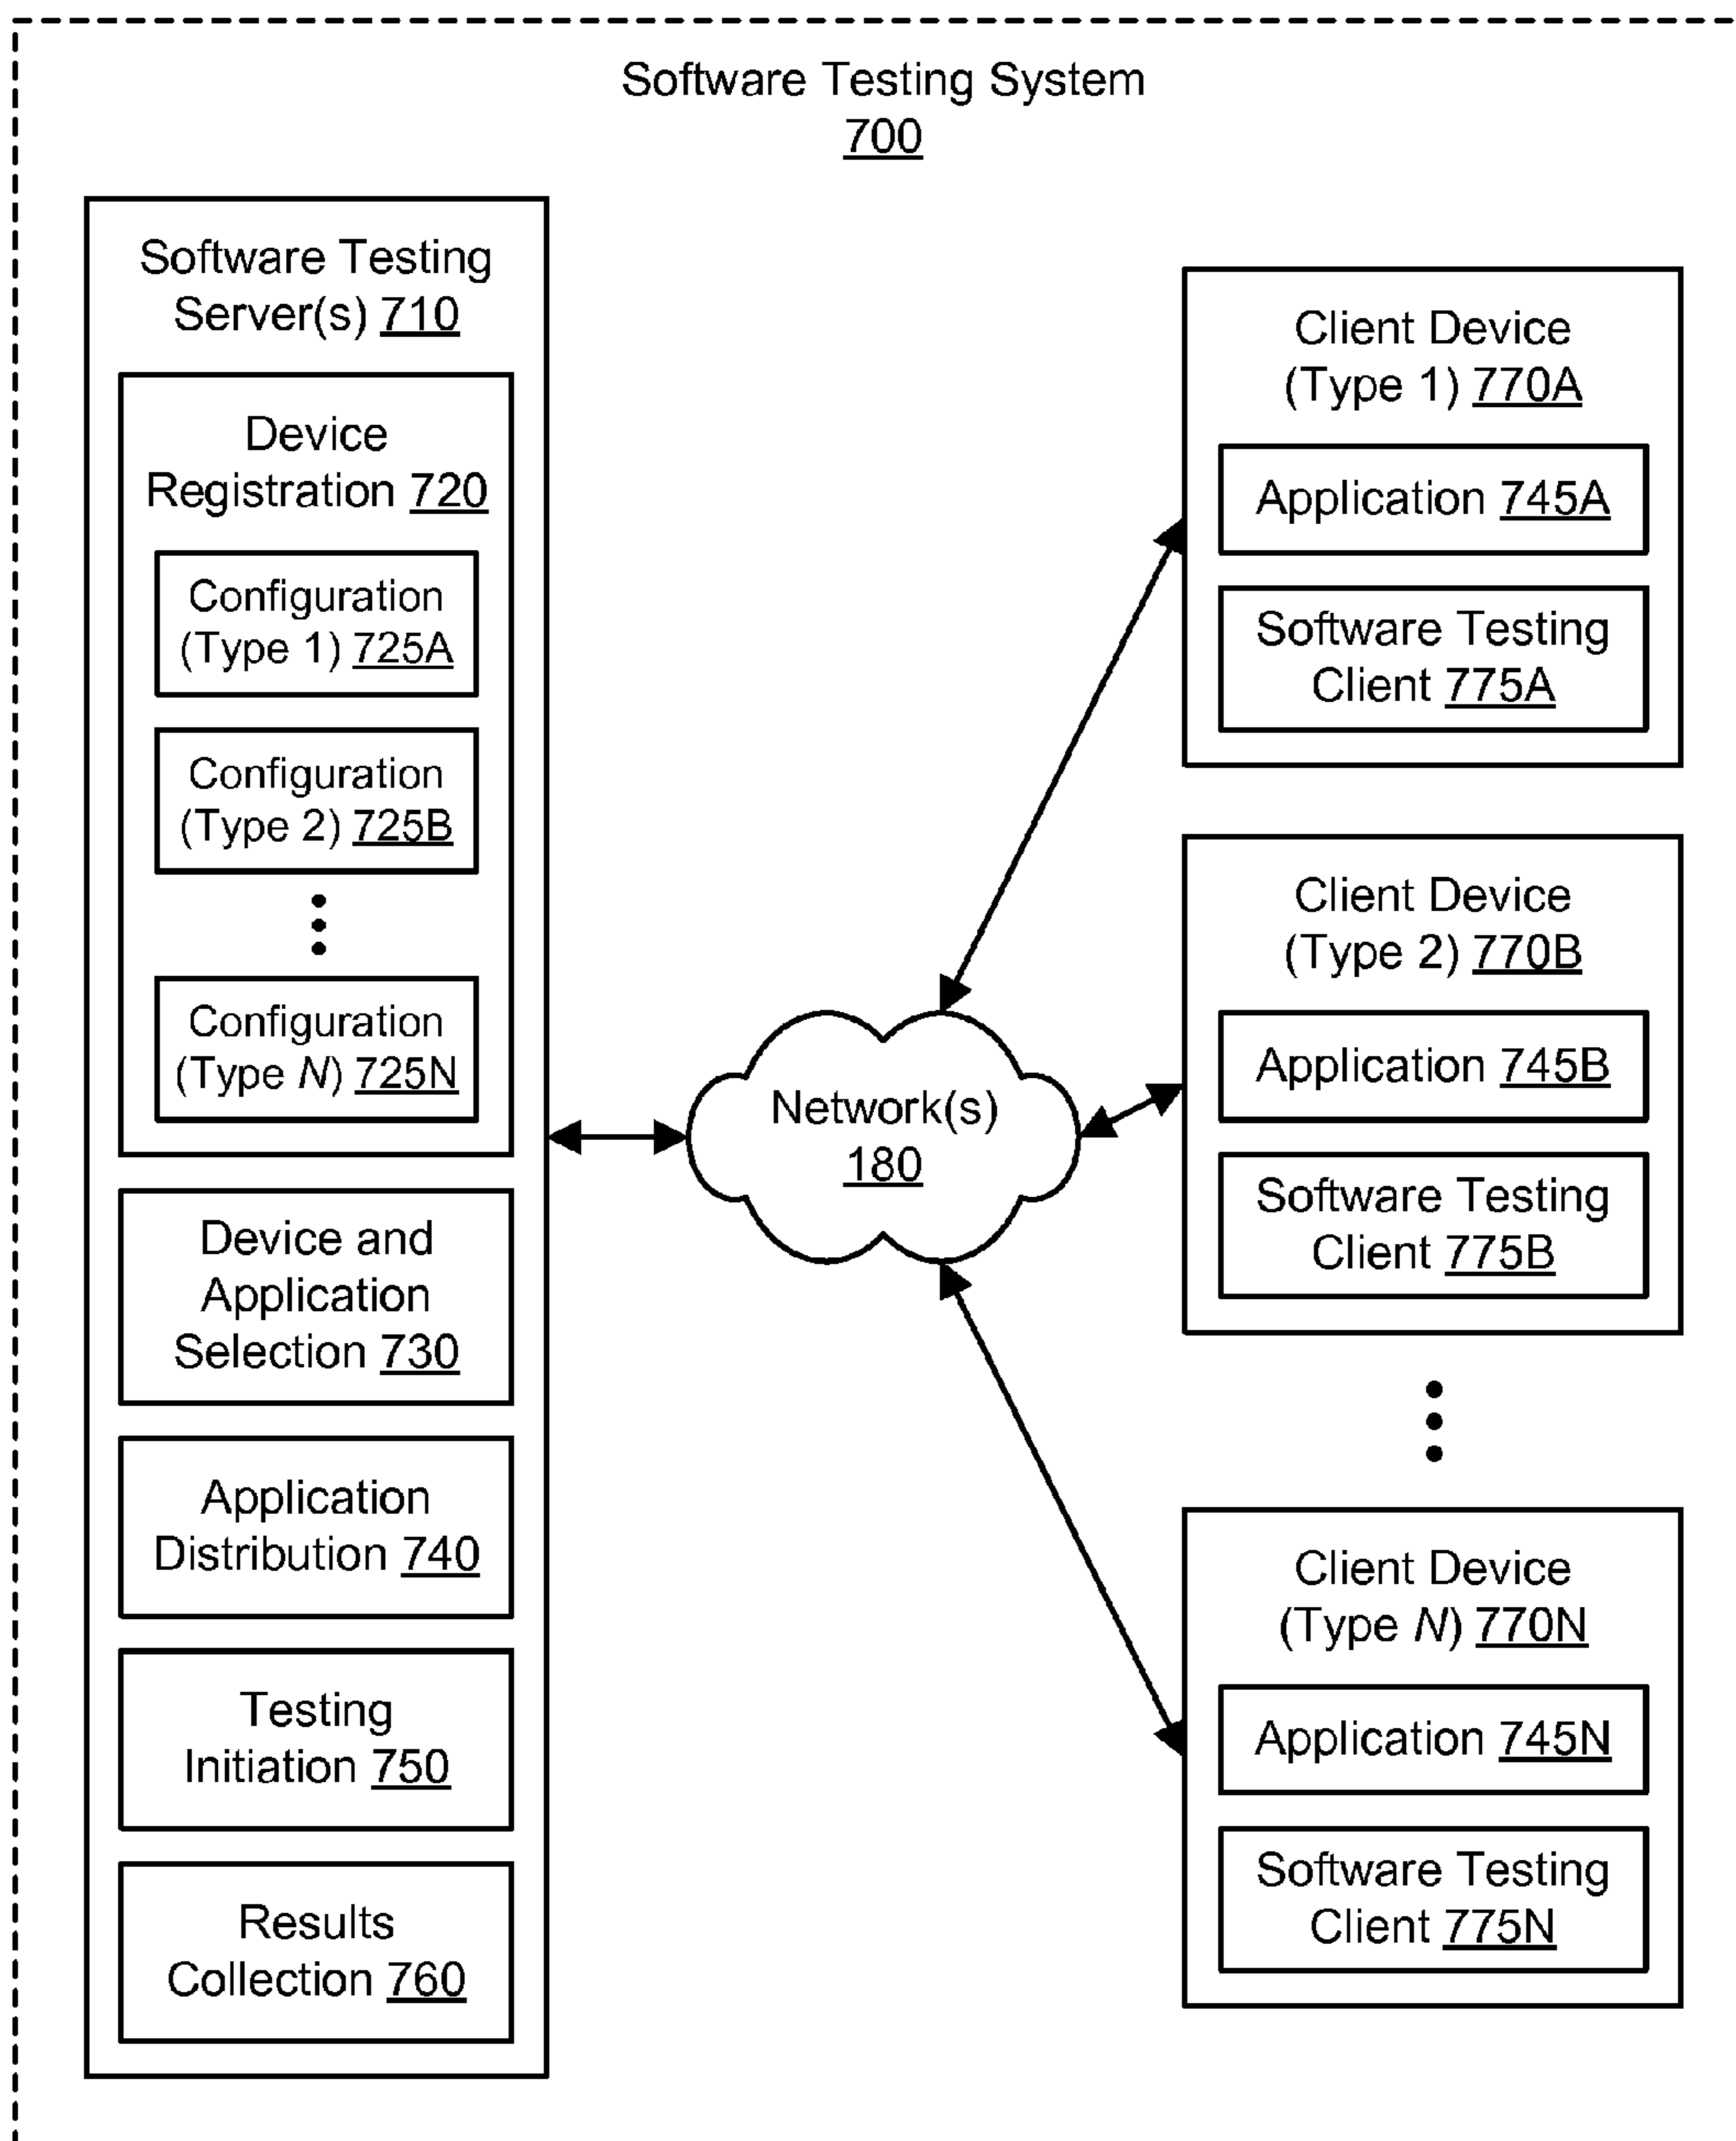 Software Testing System
700
Software Testing
Server(s) 710
Device
Registration 720
Configuration
(Type 1) 725A
Configuration
(Type 2) 725B
Configuration
(Type N) 725N
Device and
Application
Selection 730
Application
Distribution 740
Testing
Initiation 750
Results
Collection 760
Network(s)
180
Client Device
(Type 1) 770A
Application 745A
Software Testing
Client 775A
Client Device
(Type 2) 770B
Application 745B
Software Testing
Client 775B
Client Device
(Type N) 770N
Application 745N
Software Testing
Client 775N